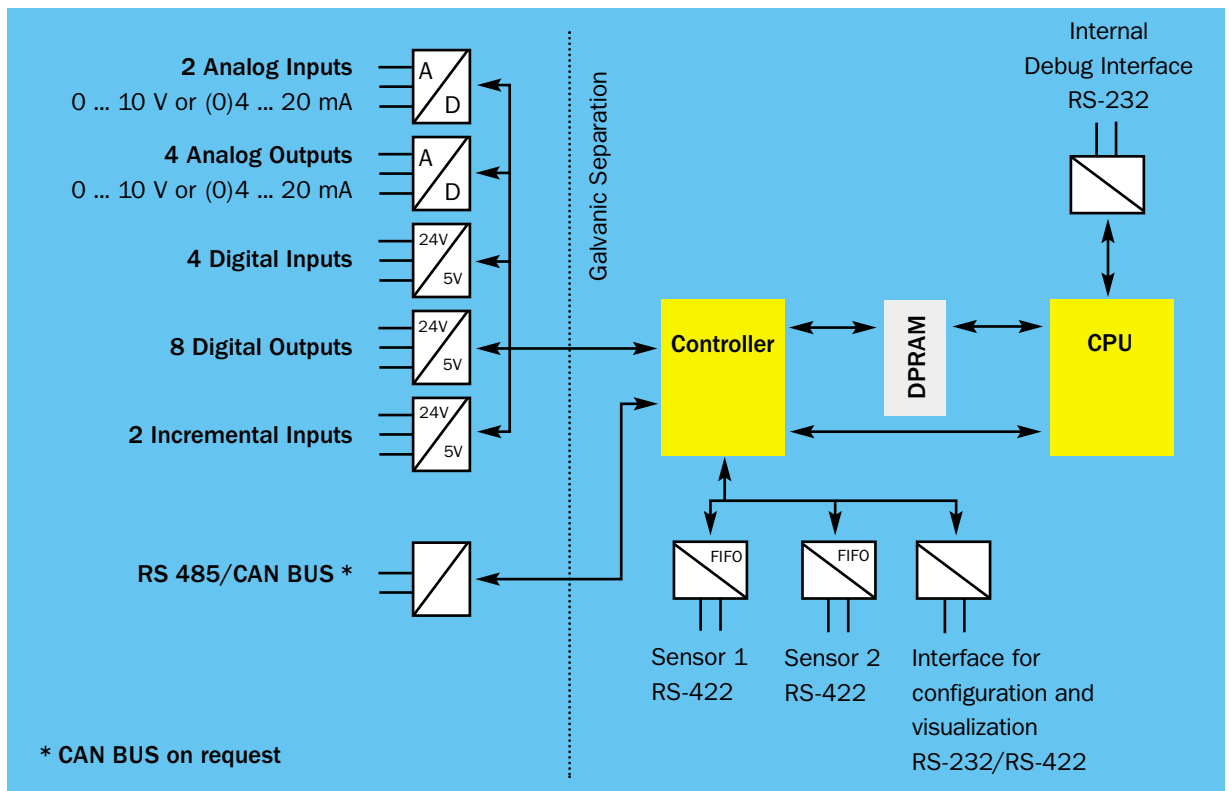 2 Analog Inputs
0 ... 10 V or (0)4 ... 20 mA
A
D
4 Analog Outputs
0 ... 10 V or (0)4 ... 20 mA
A
D
4 Digital Inputs
24V
5V
8 Digital Outputs
24V
5V
2 Incremental Inputs
24V
5V
RS 485/CAN BUS *
* CAN BUS on request
Galvanic Separation
Internal
Debug Interface
RS-232
Controller
DPRAM
CPU
FIFO
Sensor 1
RS-422
FIFO
Sensor 2
RS-422
Interface for
configuration and
visualization
RS-232/RS-422